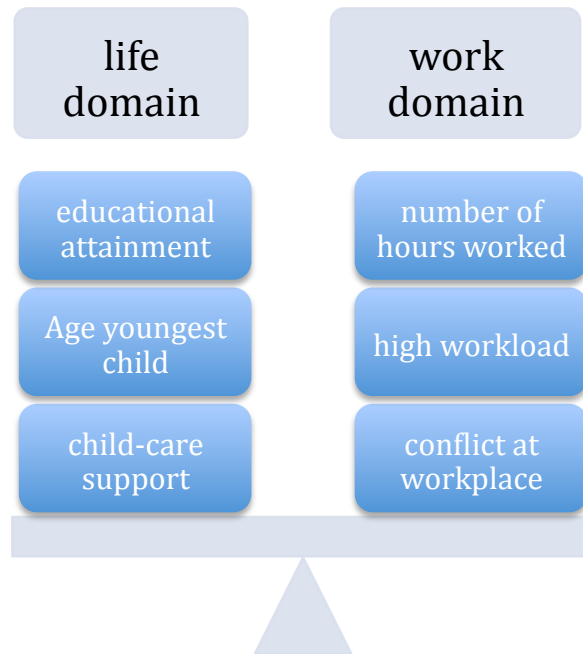 life
domain
work
domain
educational
attainment
number of
hours worked
Age youngest
child
high workload
child-care
support
conflict at
workplace